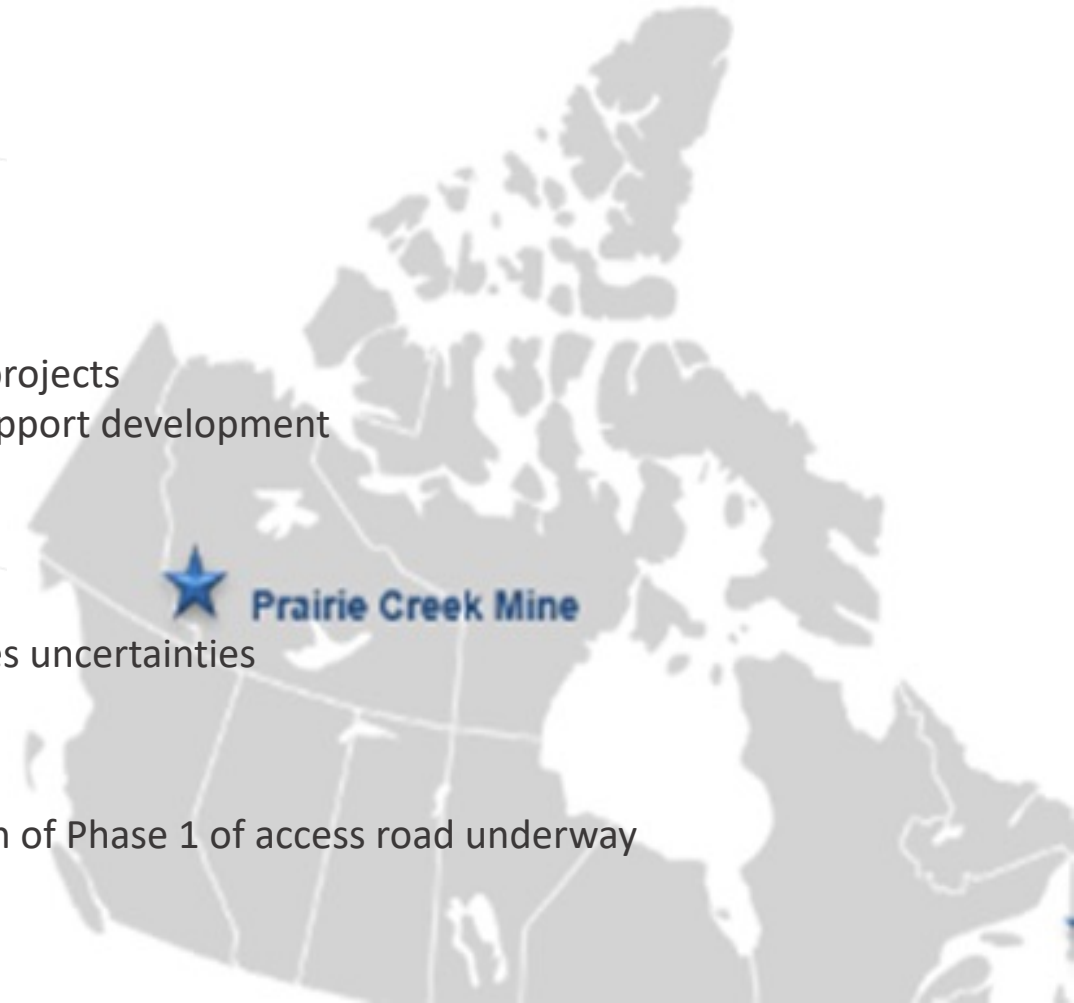 rojects
pport development
Prairie Creek Mine
s uncertainties
n of Phase 1 of access road underway